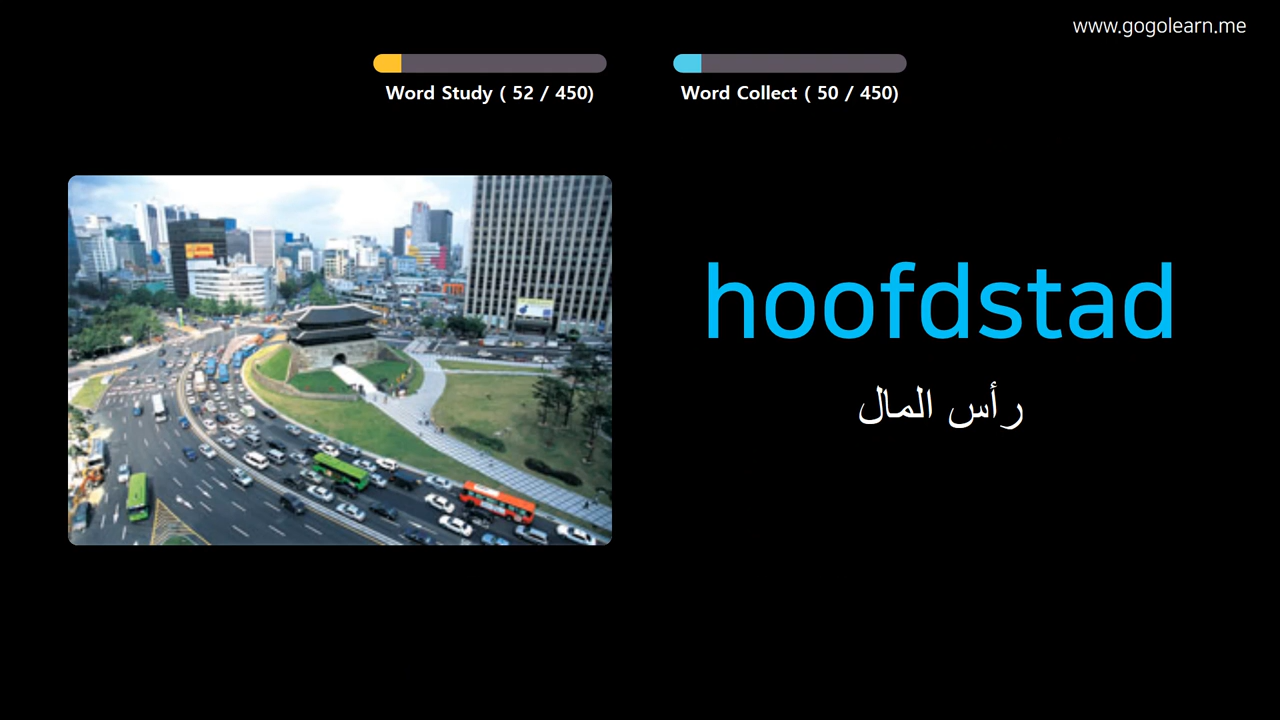 www.gogolearn.me
Word Study ( 52 / 450)
Word Collect ( 50 / 450)
hoofdstad
رأس المال